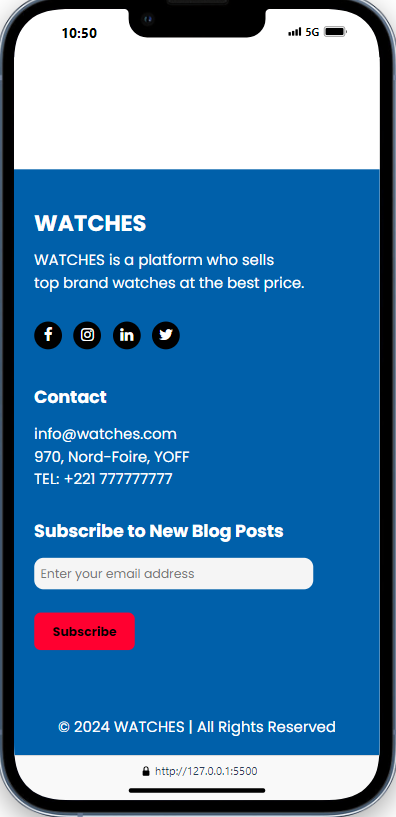 10:50
5G
WATCHES
WATCHES is a platform who sells
top brand watches at the best price.
Contact
info@watches.com
970, Nord-Foire, YOFF
TEL: +221 777777777
Subscribe to New Blog Posts
Enter your email address
Subscribe
© 2024 WATCHES | All Rights Reserved
http://127.0.0.1:5500